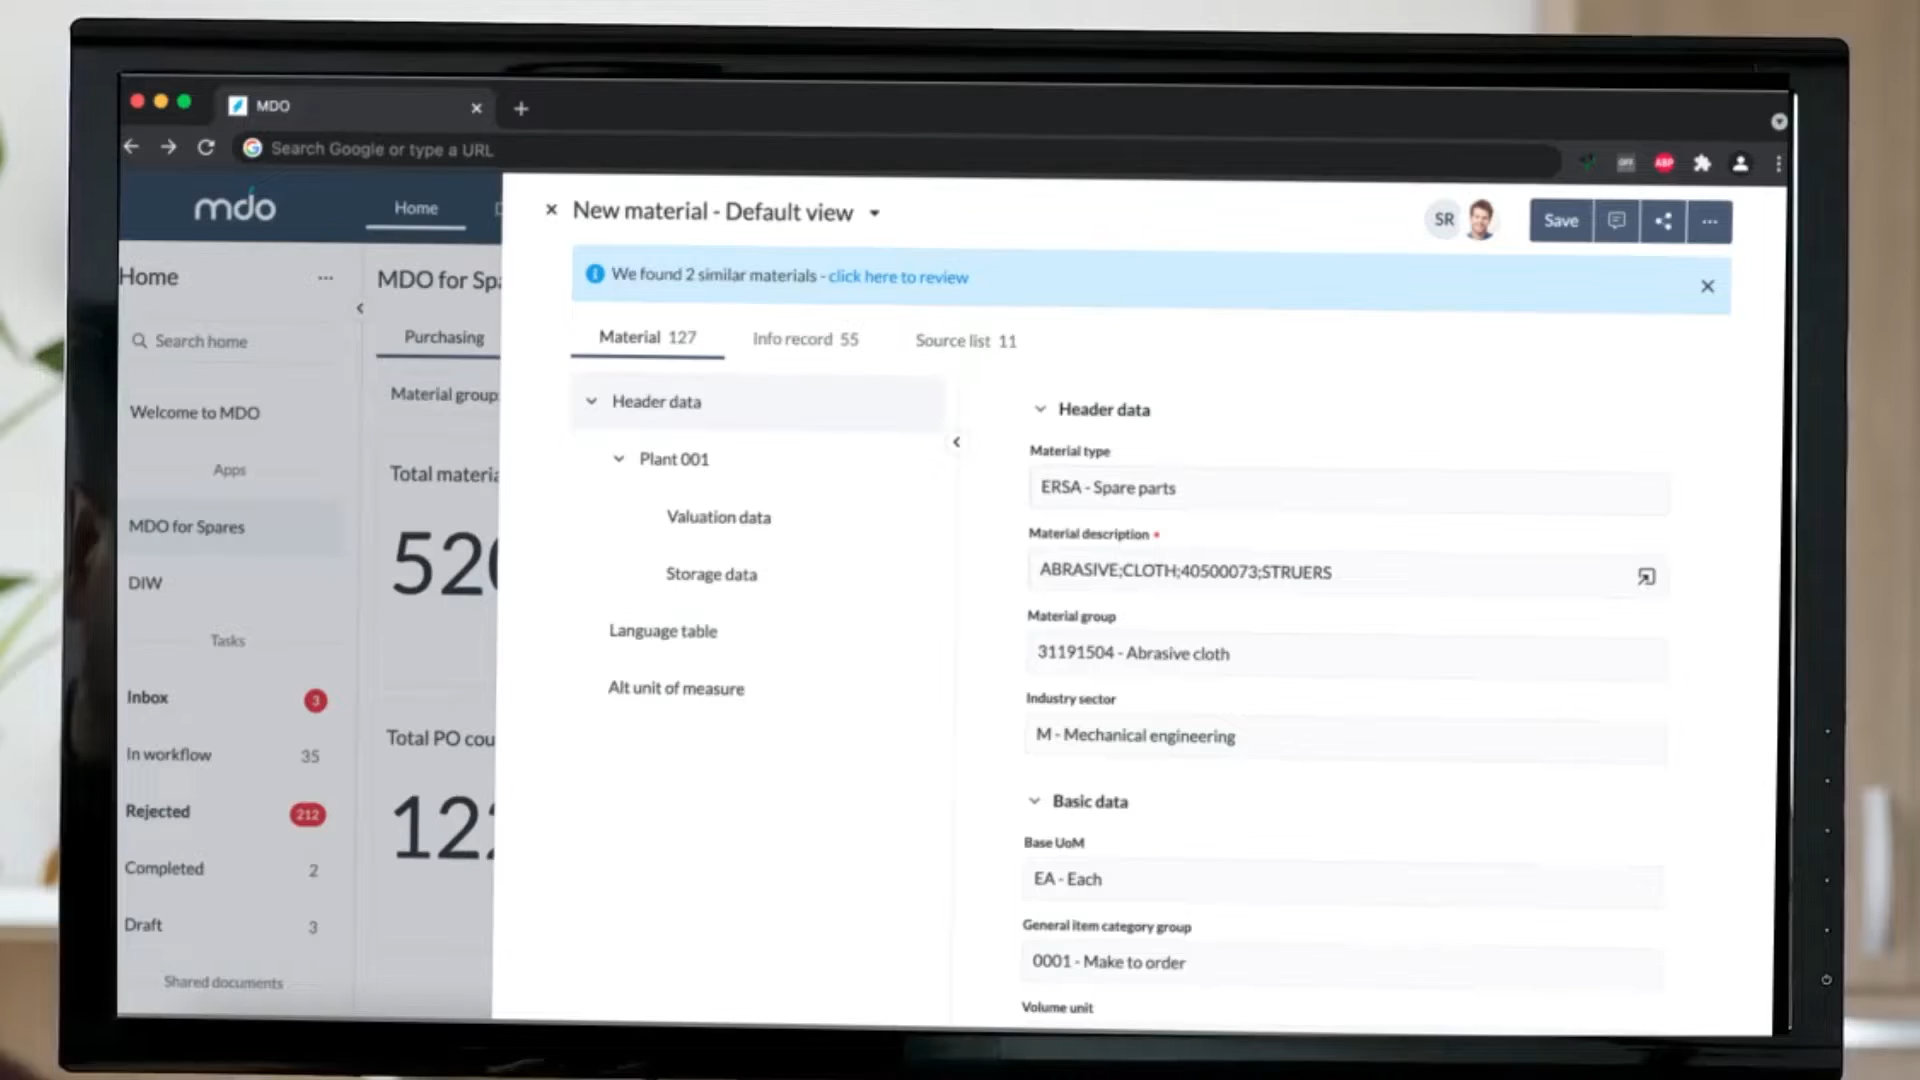 MDO
Search Google or type a URL
OFF
ABP
mdo
Home
New material - Default view
SR
Save
We found 2 similar materials - click here to review
Home
Search home
Welcome to MDO
Apps
MDO for Spares
DIW
Tasks
Inbox 3
In workflow 35
Rejected 212
Completed 2
Draft 3
Shared documents
MDO for Spa
Purchasing
Material group
Total materia
520
Total PO cou
122
Material 127
Info record 55
Source list 11
Header data
Plant 001
Valuation data
Storage data
Language table
Alt unit of measure
Header data
Material type
ERSA - Spare parts
Material description *
ABRASIVE;CLOTH;40500073;STRUERS
Material group
31191504 - Abrasive cloth
Industry sector
M - Mechanical engineering
Basic data
Base UoM
EA - Each
General item category group
0001 - Make to order
Volume unit